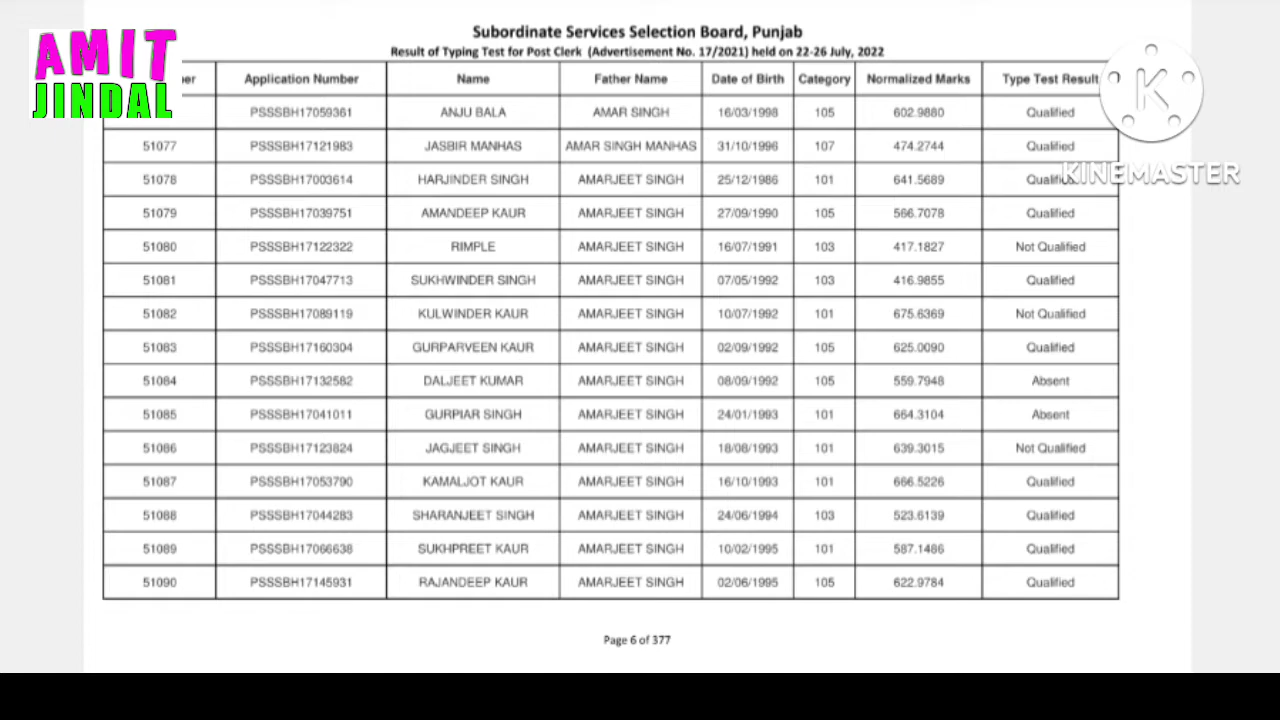 AMIT
JINDAL
Subordinate Services Selection Board, Punjab
Result of Typing Test for Post Clerk (Advertisement No. 17/2021) held on 22-26 July, 2022
er Application Number Name Father Name Date of Birth Category Normalized Marks Type Test Result
PSSSBH17059361 ANJU BALA AMAR SINGH 16/03/1998 105 602.9880 Qualified
51077 PSSSBH17121983 JASBIR MANHAS AMAR SINGH MANHAS 31/10/1996 107 474.2744 Qualified
51078 PSSSBH17003614 HARJINDER SINGH AMARJEET SINGH 25/12/1986 101 641.5689 Qualified
51079 PSSSBH17039751 AMANDEEP KAUR AMARJEET SINGH 27/09/1990 105 566.7078 Qualified
51080 PSSSBH17122322 RIMPLE AMARJEET SINGH 16/07/1991 103 417.1827 Not Qualified
51081 PSSSBH17047713 SUKHWINDER SINGH AMARJEET SINGH 07/05/1992 103 416.9855 Qualified
51082 PSSSBH17089119 KULWINDER KAUR AMARJEET SINGH 10/07/1992 101 675.6369 Not Qualified
51083 PSSSBH17160304 GURPARVEEN KAUR AMARJEET SINGH 02/09/1992 105 625.0090 Qualified
51084 PSSSBH17132582 DALJEET KUMAR AMARJEET SINGH 08/09/1992 105 559.7948 Absent
51085 PSSSBH17041011 GURPIAR SINGH AMARJEET SINGH 24/01/1993 101 664.3104 Absent
51086 PSSSBH17123824 JAGJEET SINGH AMARJEET SINGH 18/08/1993 101 639.3015 Not Qualified
51087 PSSSBH17053790 KAMALJOT KAUR AMARJEET SINGH 16/10/1993 101 666.5226 Qualified
51088 PSSSBH17044283 SHARANJEET SINGH AMARJEET SINGH 24/06/1994 103 523.6139 Qualified
51089 PSSSBH17066638 SUKHPREET KAUR AMARJEET SINGH 10/02/1995 101 587.1486 Qualified
51090 PSSSBH17145931 RAJANDEEP KAUR AMARJEET SINGH 02/06/1995 105 622.9784 Qualified
Page 6 of 377
K
KINEMASTER